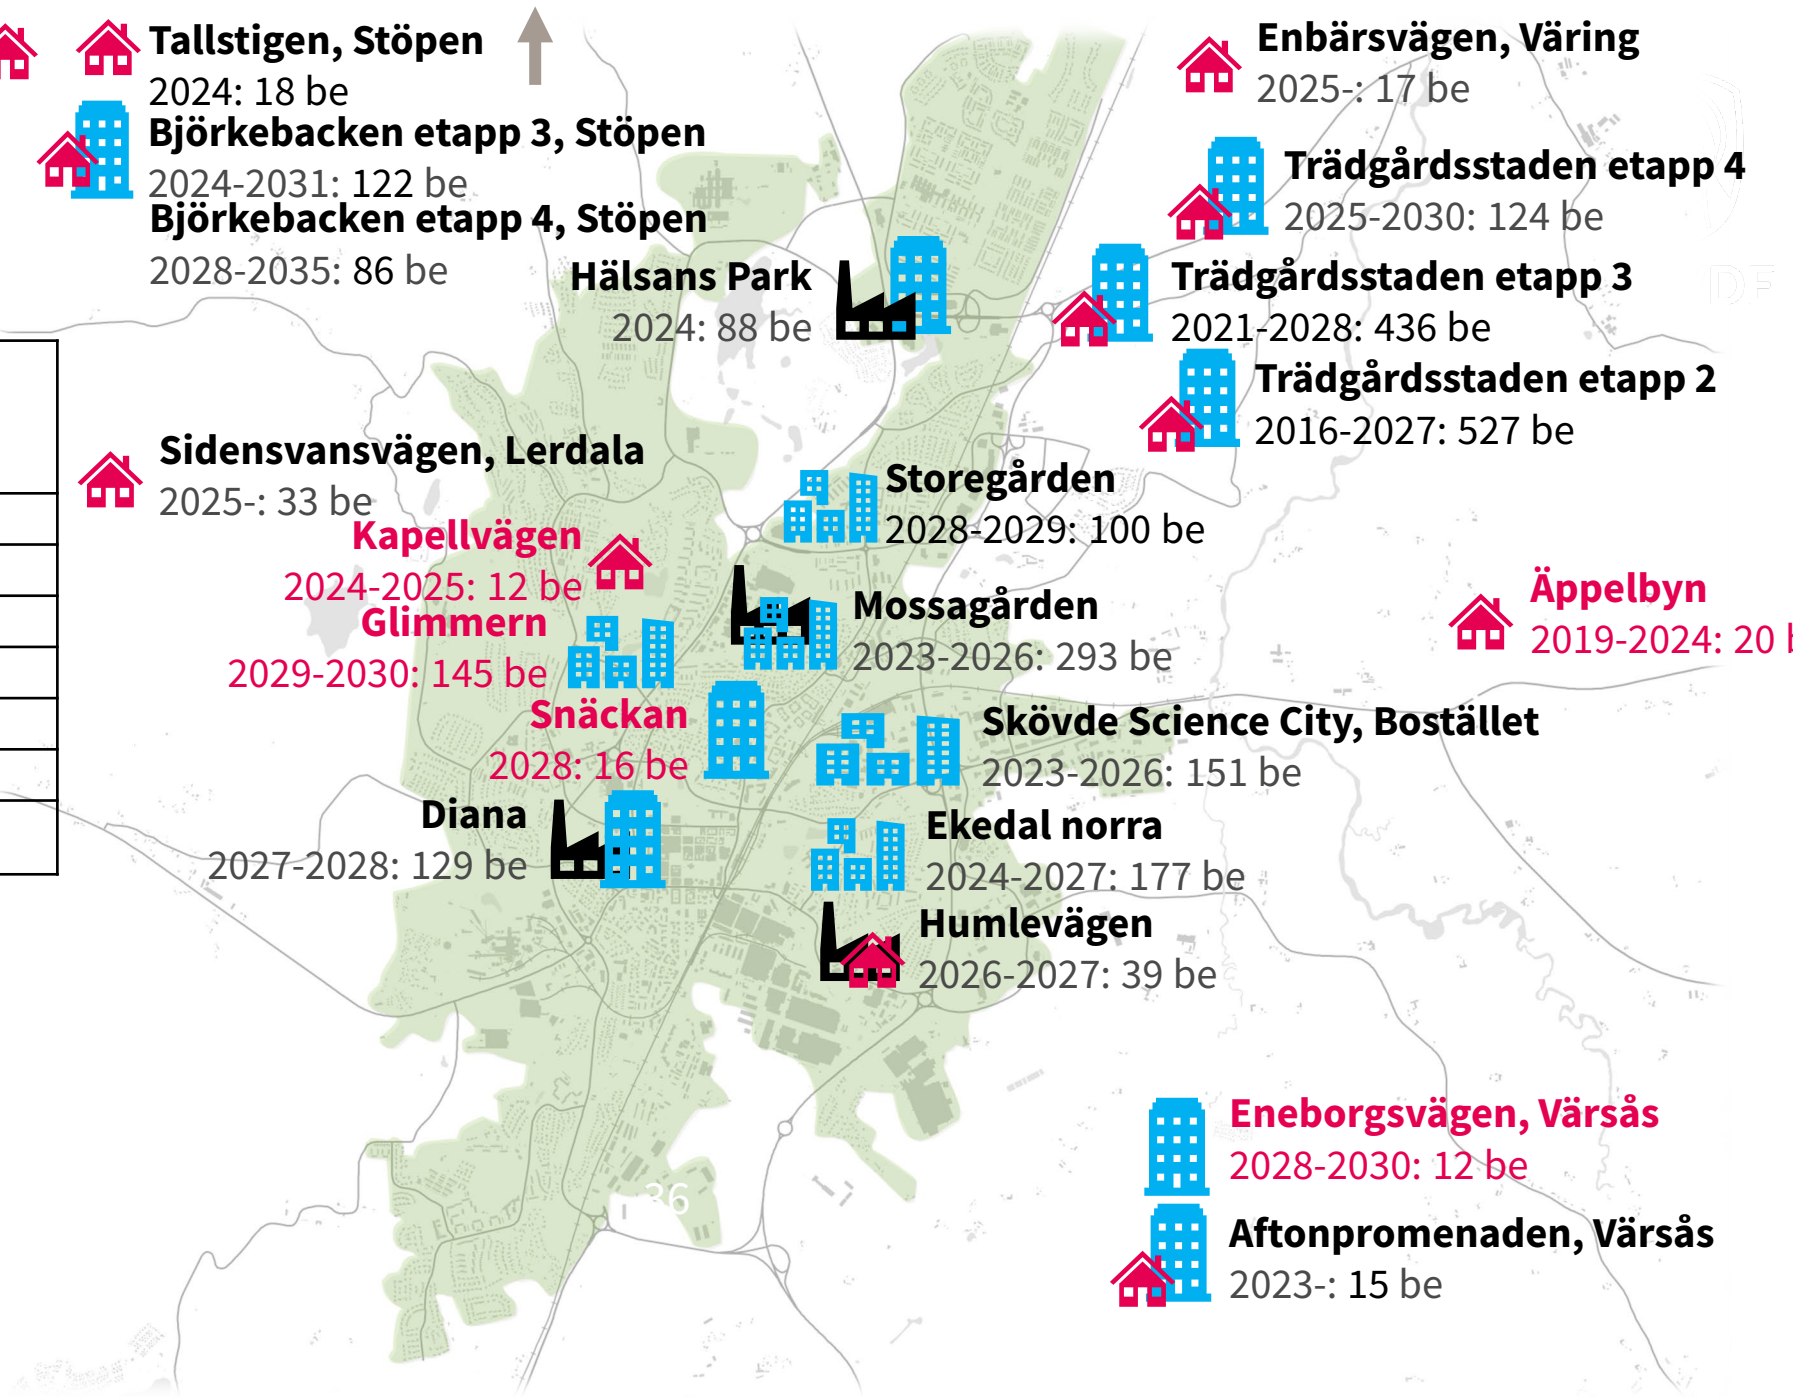 Tallstigen, Stöpen
2024: 18 be
Björkebacken etapp 3, Stöpen
2024-2031: 122 be
Björkebacken etapp 4, Stöpen
2028-2035: 86 be
Enbärsvägen, Väring
2025-: 17 be
Trädgårdsstaden etapp 4
2025-2030: 124 be
DE
Hälsans Park
2024: 88 be
Trädgårdsstaden etapp 3
2021-2028: 436 be
Trädgårdsstaden etapp 2
2016-2027: 527 be
Sidensvansvägen, Lerdala
2025-: 33 be
Storegården
2028-2029: 100 be
Kapellvägen
2024-2025: 12 be
Glimmern
2029-2030: 145 be
Mossagården
2023-2026: 293 be
Äppelbyn
2019-2024: 20
Snäckan
2028: 16 be
Skövde Science City, Bostället
2023-2026: 151 be
Diana
2027-2028: 129 be
Ekedal norra
2024-2027: 177 be
Humlevägen
2026-2027: 39 be
Eneborgsvägen, Värsås
2028-2030: 12 be
36
Aftonpromenaden, Värsås
2023-: 15 be